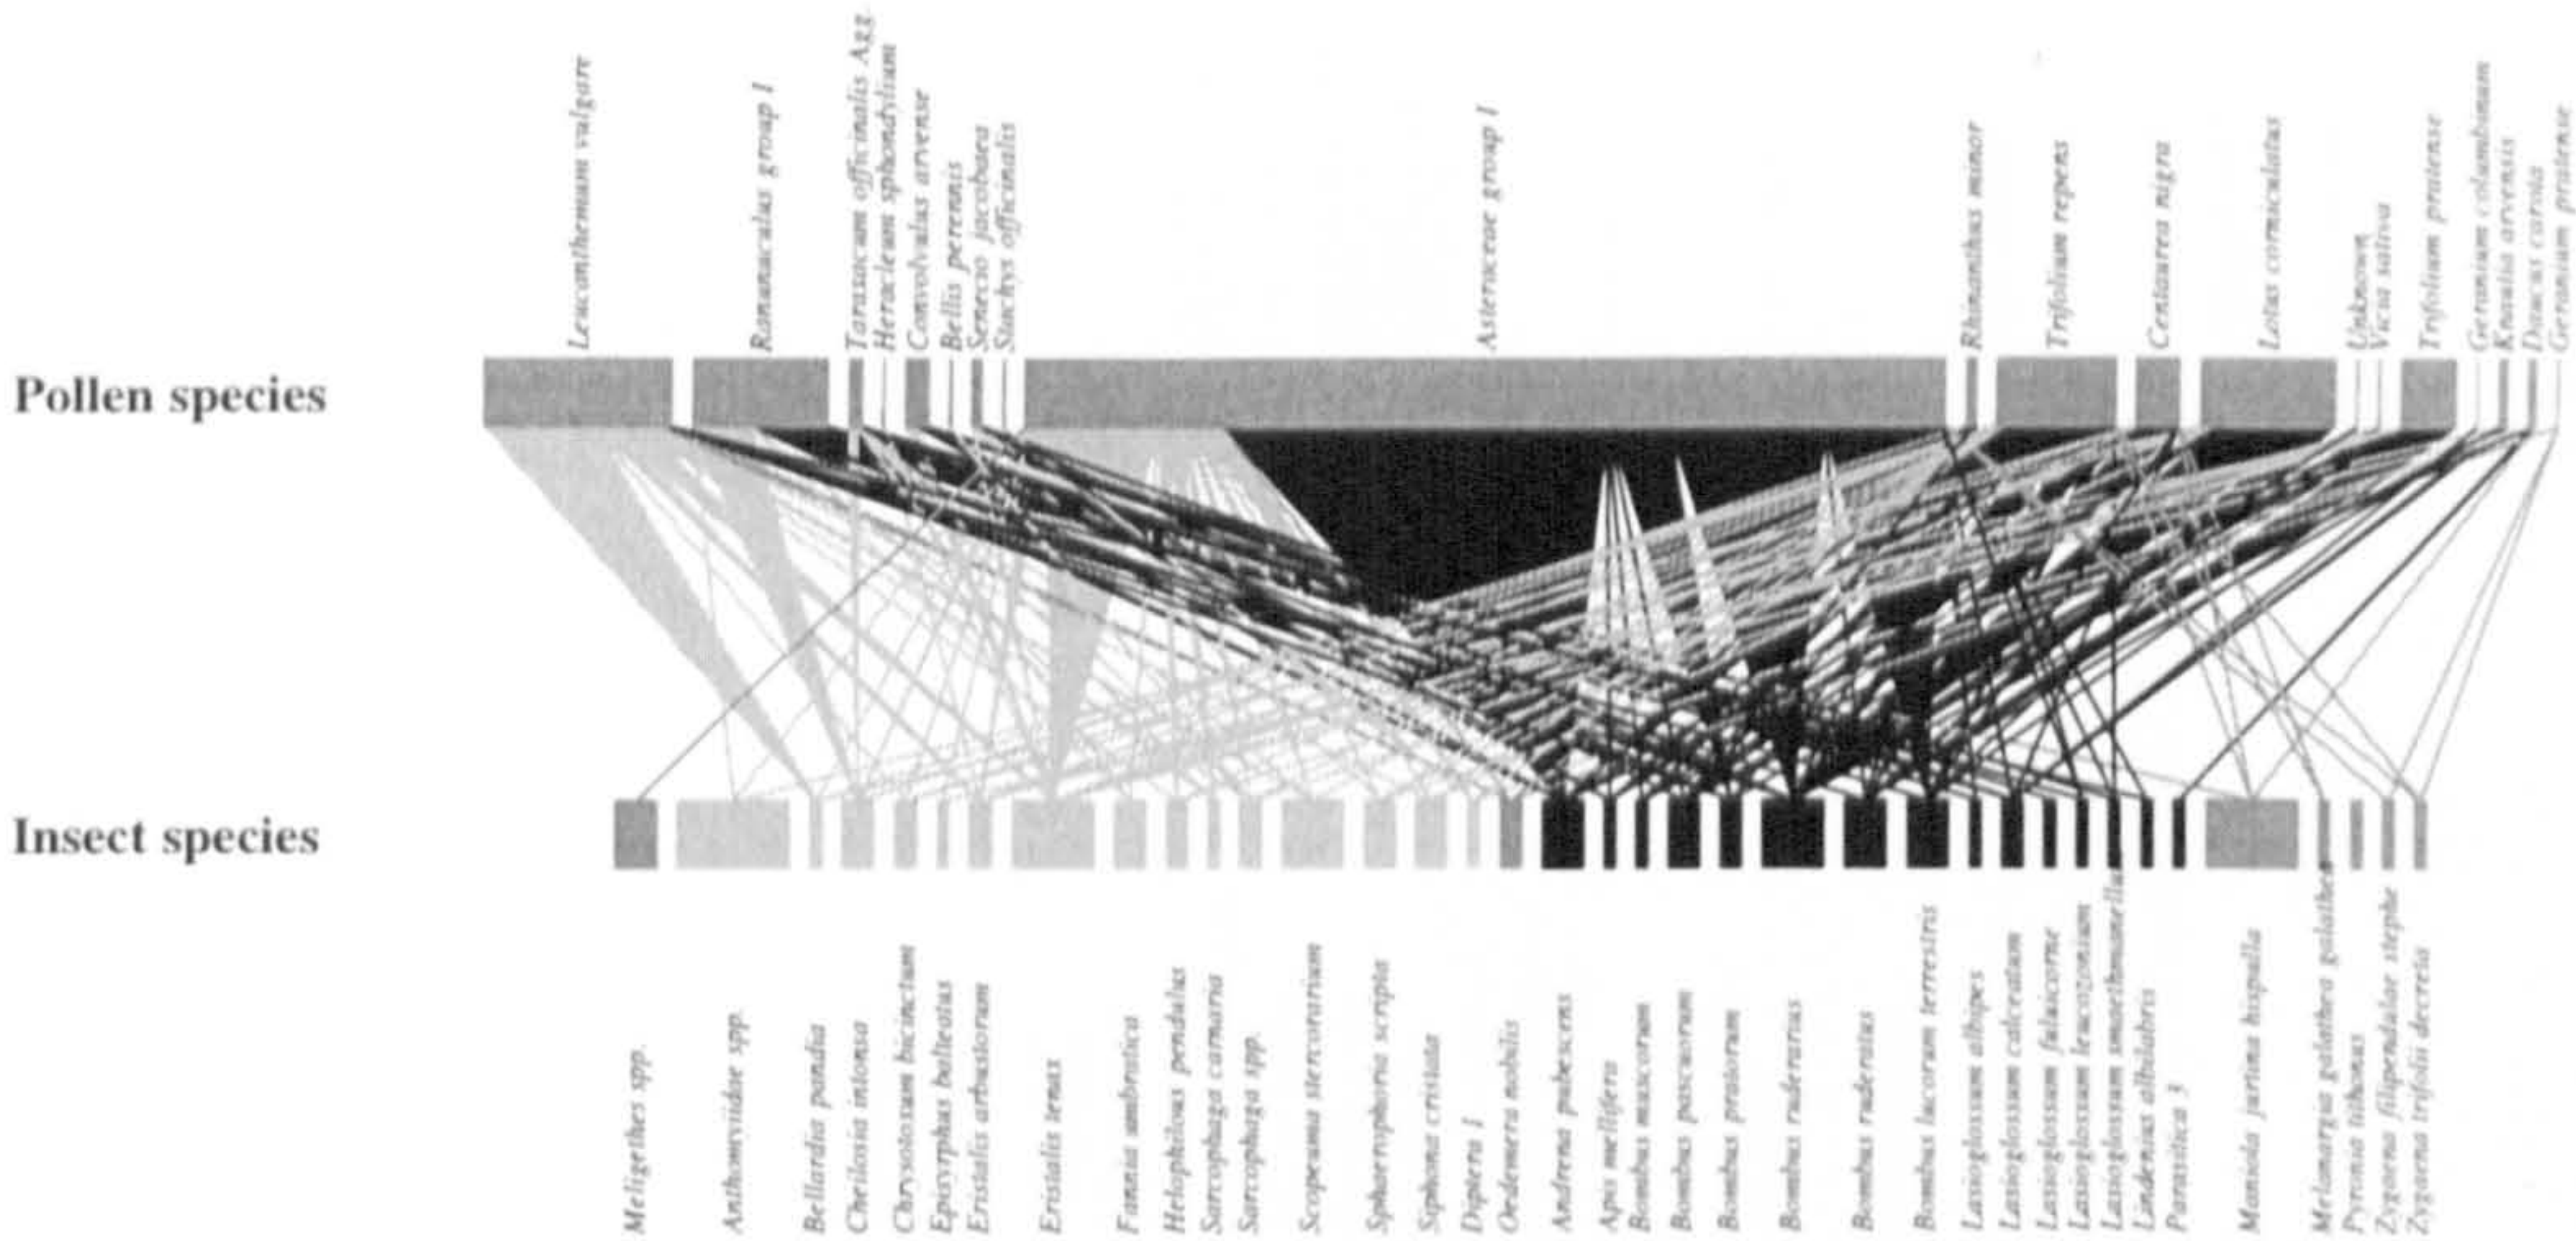 Leucanthemum vulgare
Ranunculus group 1
Taraxacum officinalis Agg.
Heracleum sphondylium
Convolvulus arvense
Bellis perennis
Senecio jacobaea
Stachys officinalis
Asteraceae group 1
Rhinanthus minor
Trifolium repens
Centaurea nigra
Lotus corniculatus
Unknown
Vicia sativa
Trifolium pratense
Geranium columbinum
Knautia arvensis
Daucus carota
Geranium pratense
Pollen species
Insect species
Meligethes spp.
Anthomyiidae spp.
Bellardia pandia
Cheilosia intonsa
Chrysotoxum bicinctum
Episyrphus balteatus
Eristalis arbustorum
Eristalis tenax
Fannia umbratica
Helophilous pendulus
Sarcophaga carnaria
Sarcophaga spp.
Scopeuma stercorarium
Sphaerophoria scripta
Siphona cristata
Diptera 1
Oedemera nobilis
Andrena pubescens
Apis mellifera
Bombus muscorum
Bombus pascuorum
Bombus pratorum
Bombus ruderarius
Bombus ruderatus
Bombus lucorum terrestris
Lasioglossum albipes
Lasioglossum calceatum
Lasioglossum fulvicorne
Lasioglossum leucozonium
Lasioglossum smeathmanellum
Lindenius albilabris
Parasitica 3
Maniola jurtina hispulla
Melanargia galathea galathea
Pyronia tithonus
Zygaena filipendulae stephe
Zygaena trifolii decreta